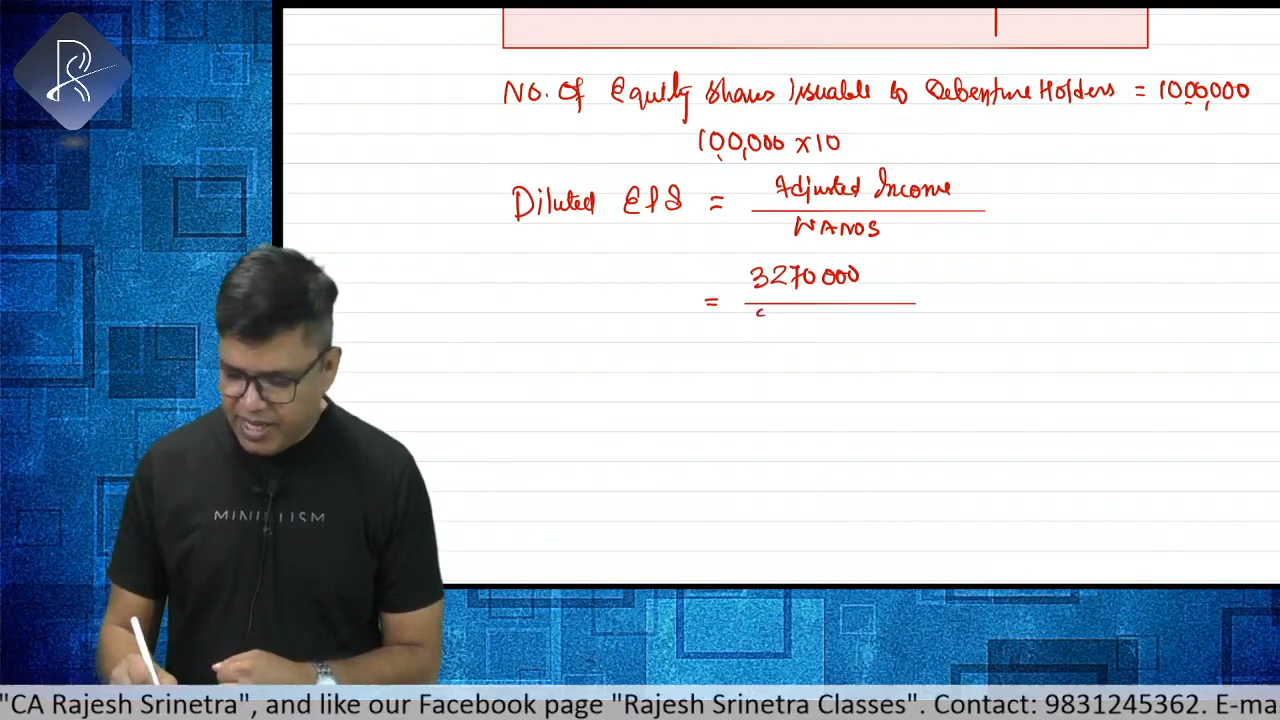 No. Of Equity Shares Issuable to Debenture Holders = 1000,000
100,000 x 10
Diluted EPS = Adjusted Income
WANOS
= 3270000
MINIMLISM
"CA Rajesh Srinetra", and like our Facebook page "Rajesh Srinetra Classes". Contact: 9831245362. E-ma